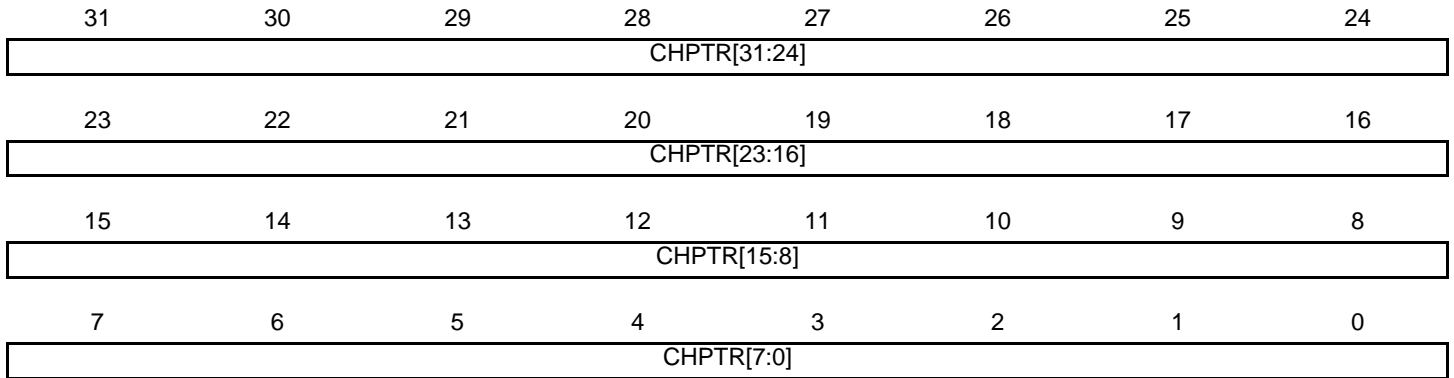 31 30 29 28 27 26 25 24
CHPTR[31:24]
23 22 21 20 19 18 17 16
CHPTR[23:16]
15 14 13 12 11 10 9 8
CHPTR[15:8]
7 6 5 4 3 2 1 0
CHPTR[7:0]